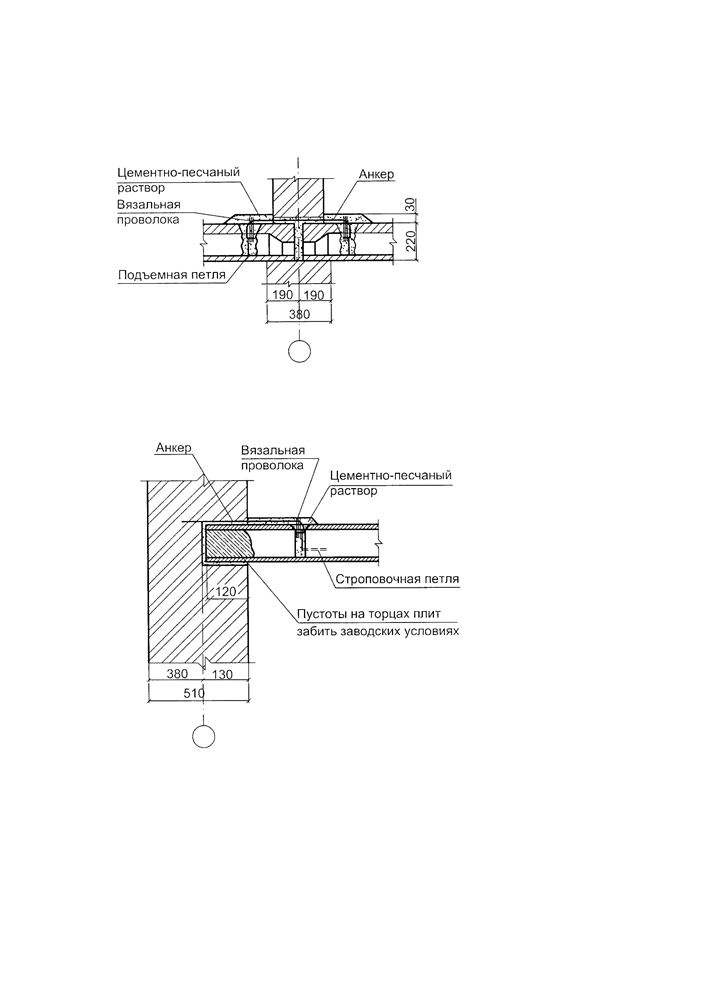 Цементно-песчаный
раствор
Анкер
Вязальная
проволока
30
220
Подъемная петля
190 190
380
Анкер
Вязальная
проволока
Цементно-песчаный
раствор
Строповочная петля
120
Пустоты на торцах плит
забить заводских условиях
380 130
510